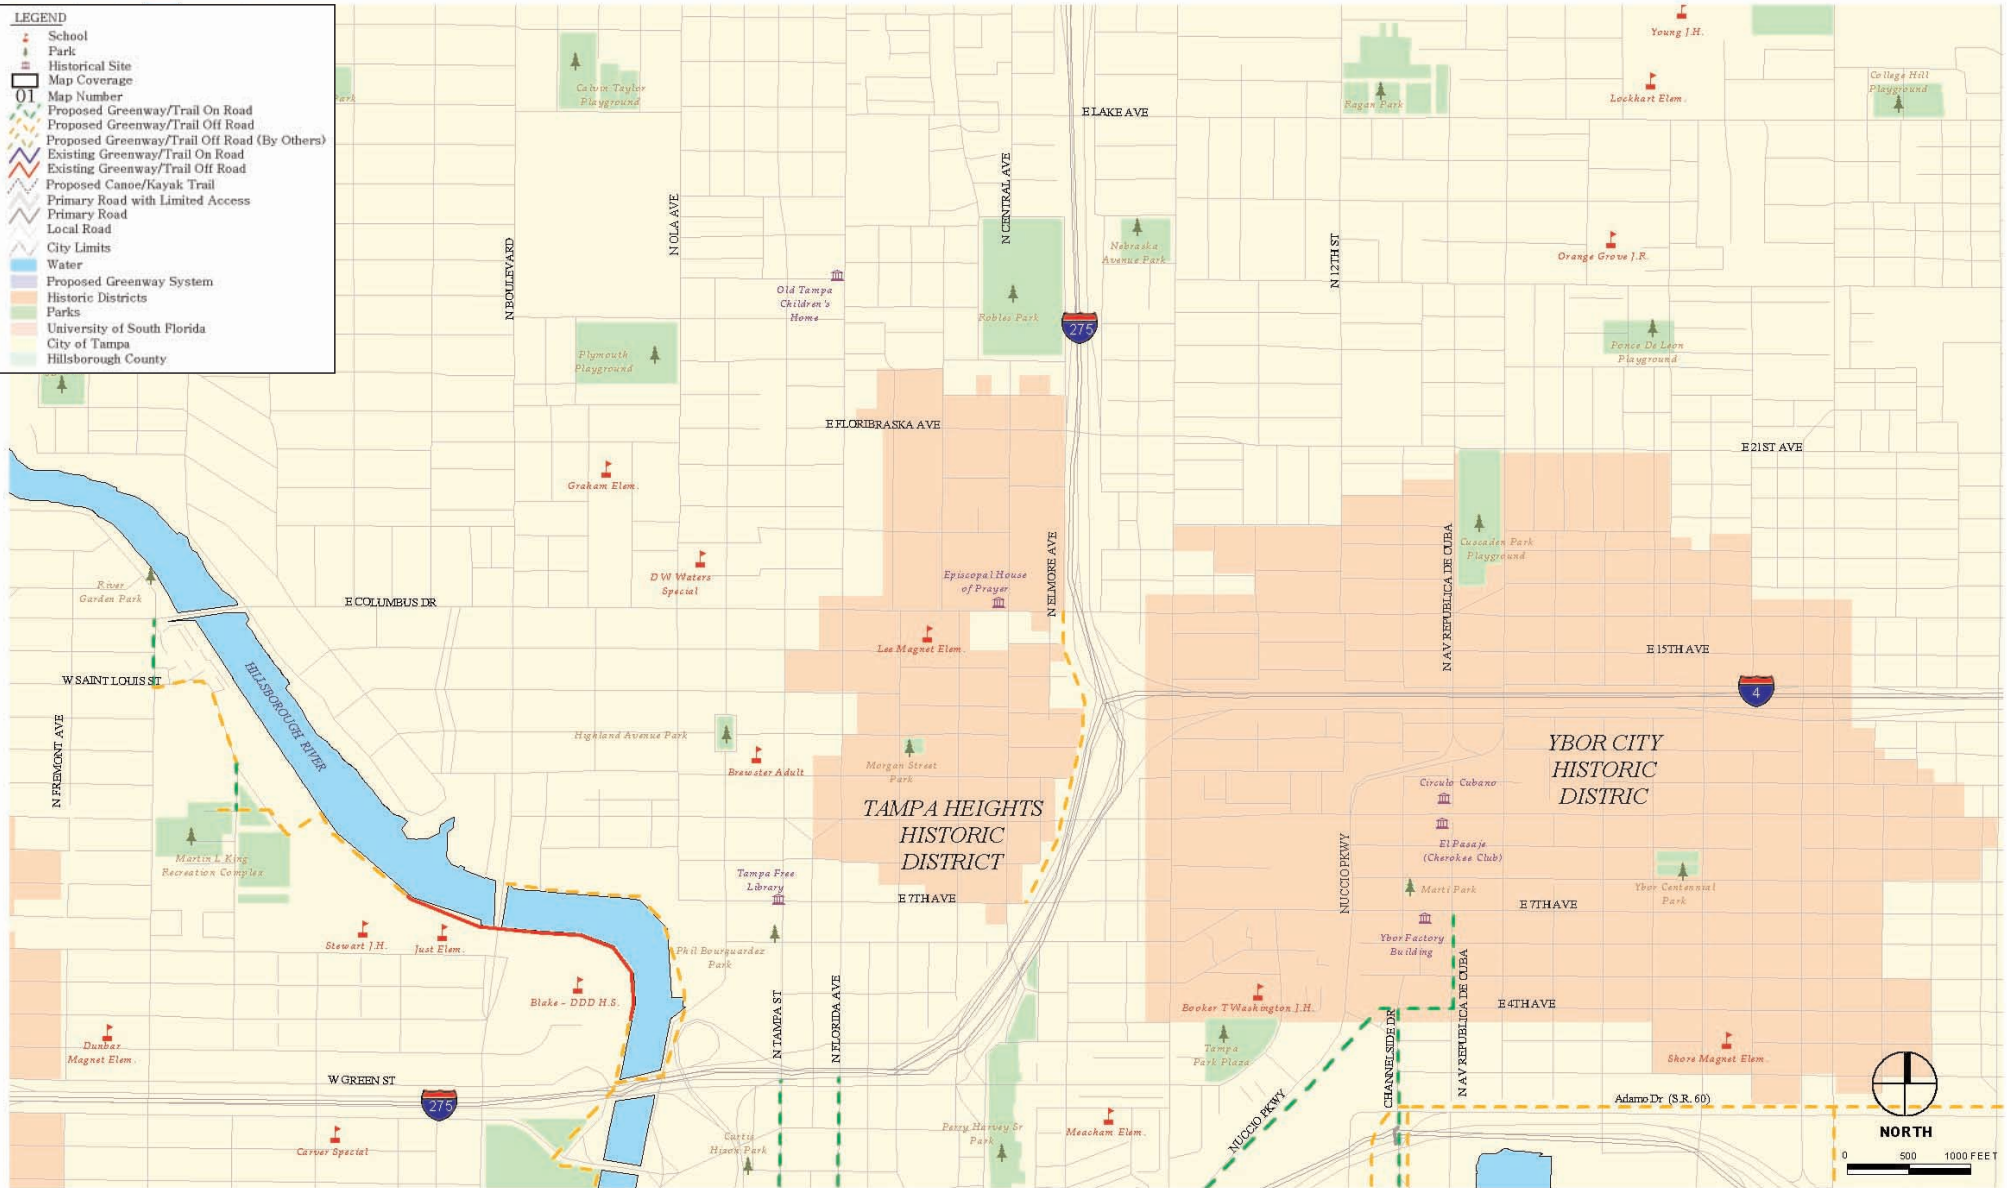 LEGEND
School
Park
Historical Site
Map Coverage
01 Map Number
Proposed Greenway/Trail On Road
Proposed Greenway/Trail Off Road
Proposed Greenway/Trail Off Road (By Others)
Existing Greenway/Trail On Road
Existing Greenway/Trail Off Road
Proposed Canoe/Kayak Trail
Primary Road with Limited Access
Primary Road
Local Road
City Limits
Water
Proposed Greenway System
Historic Districts
Parks
University of South Florida
City of Tampa
Hillsborough County
Park
Calvin Taylor
Playground
E LAKE AVE
Ragan Park
Young J.H.
Lockhart Elem.
College Hill
Playground
N CENTRAL AVE
N OLA AVE
N BOULEVARD
N 12TH ST
Nebraska
Avenue Park
Orange Grove J.R.
Old Tampa
Children's
Home
Robles Park
275
Plymouth
Playground
Ponce De Leon
Playground
E FLORIBRASKA AVE
E 21ST AVE
Graham Elem.
N ELMORE AVE
N AV REPUBLICA DE CUBA
Cuscaden Park
Playground
River
Garden Park
E COLUMBUS DR
D W Waters
Special
Episcopal House
of Prayer
Lee Magnet Elem.
E 15TH AVE
W SAINT LOUIS ST
HILLSBOROUGH RIVER
4
N FREMONT AVE
Highland Avenue Park
Brewster Adult
Morgan Street
Park
YBOR CITY
HISTORIC
DISTRIC
Circulo Cubano
TAMPA HEIGHTS
HISTORIC
DISTRICT
NUCCIO PKWY
El Pasaje
(Cherokee Club)
Martin L King
Recreation Complex
Tampa Free
Library
E 7TH AVE
Marti Park
Ybor Centennial
Park
E 7TH AVE
Stewart J.H.
Just Elem.
Phil Bourquardez
Park
Ybor Factory
Building
N AV REPUBLICA DE CUBA
Blake - DDD H.S.
N TAMPA ST
N FLORIDA AVE
Booker T Washington J.H.
E 4TH AVE
CHANNELSIDE DR
Dunbar
Magnet Elem.
Tampa
Park Plaza
Shore Magnet Elem.
W GREEN ST
275
Adamo Dr (S.R. 60)
NUCCIO PKWY
Carver Special
Curtis
Hixon Park
Perry Harvey Sr
Park
Meacham Elem.
NORTH
0 500 1000 FEET